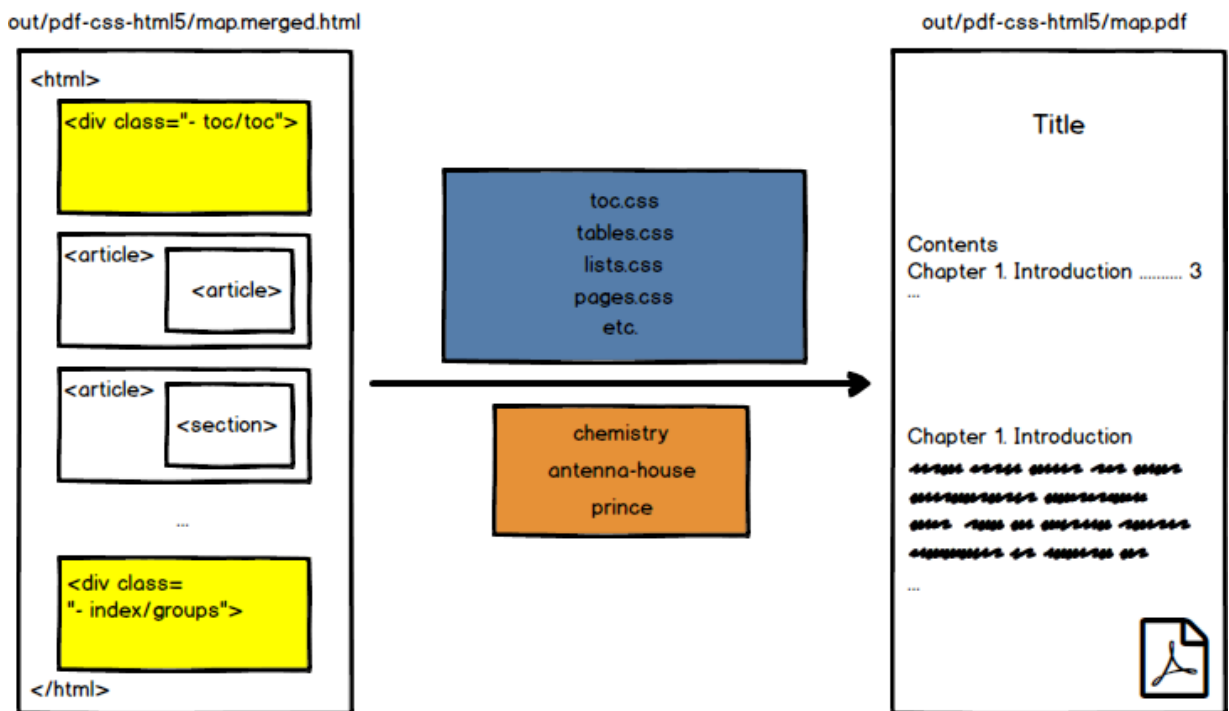 out/pdf-css-html5/map.merged.html
<html>
<div class="- toc/toc">
<article>
<article>
<article>
<section>
...
<div class=
"- index/groups">
</html>
toc.css
tables.css
lists.css
pages.css
etc.
chemistry
antenna-house
prince
out/pdf-css-html5/map.pdf
Title
Contents
Chapter 1. Introduction .......... 3
...
Chapter 1. Introduction
...